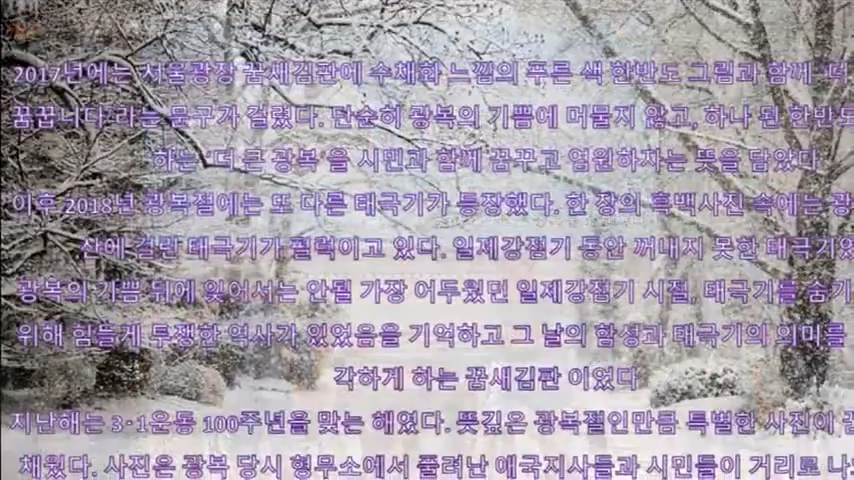 2017년에는 서울광장 꿈새김판에 수채화 느낌의 푸른 색 한반도 그림과 함께 '더
꿈꿉니다'라는 문구가 걸렸다. 단순히 광복의 기쁨에 머물지 않고, 하나 된 한반도
하는 '더 큰 광복'을 시민과 함께 꿈꾸고 염원하자는 뜻을 담았다.
이후 2018년 광복절에는 또 다른 태극기가 등장했다. 한 장의 흑백사진 속에는 광
산에 걸린 태극기가 펄럭이고 있다. 일제강점기 동안 꺼내지 못한 태극기였
광복의 기쁨 뒤에 잊어서는 안될 가장 어두웠던 일제강점기 시절, 태극기를 숨기
위해 힘들게 투쟁한 역사가 있었음을 기억하고 그 날의 함성과 태극기의 의미를
각하게 하는 꿈새김판 이었다
지난해는 3·1운동 100주년을 맞는 해였다. 뜻깊은 광복절인만큼 특별한 사진이 꿈
채웠다. 사진은 광복 당시 형무소에서 풀려난 애국지사들과 시민들이 거리로 나와